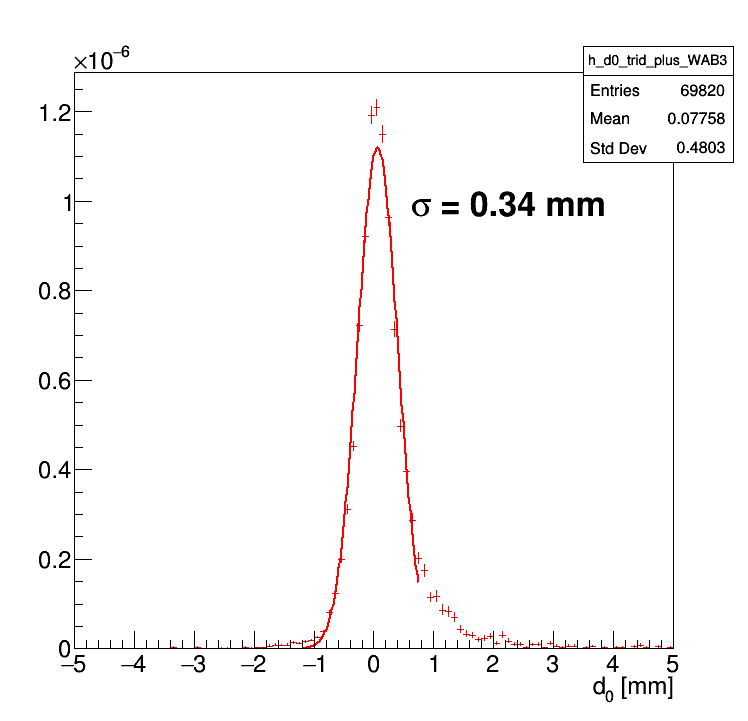 ×10⁻⁶
h_d0_trid_plus_WAB3
Entries 69820
Mean 0.07758
Std Dev 0.4803
σ = 0.34 mm
1.2
1
0.8
0.6
0.4
0.2
0
−5 −4 −3 −2 −1 0 1 2 3 4 5
d₀ [mm]